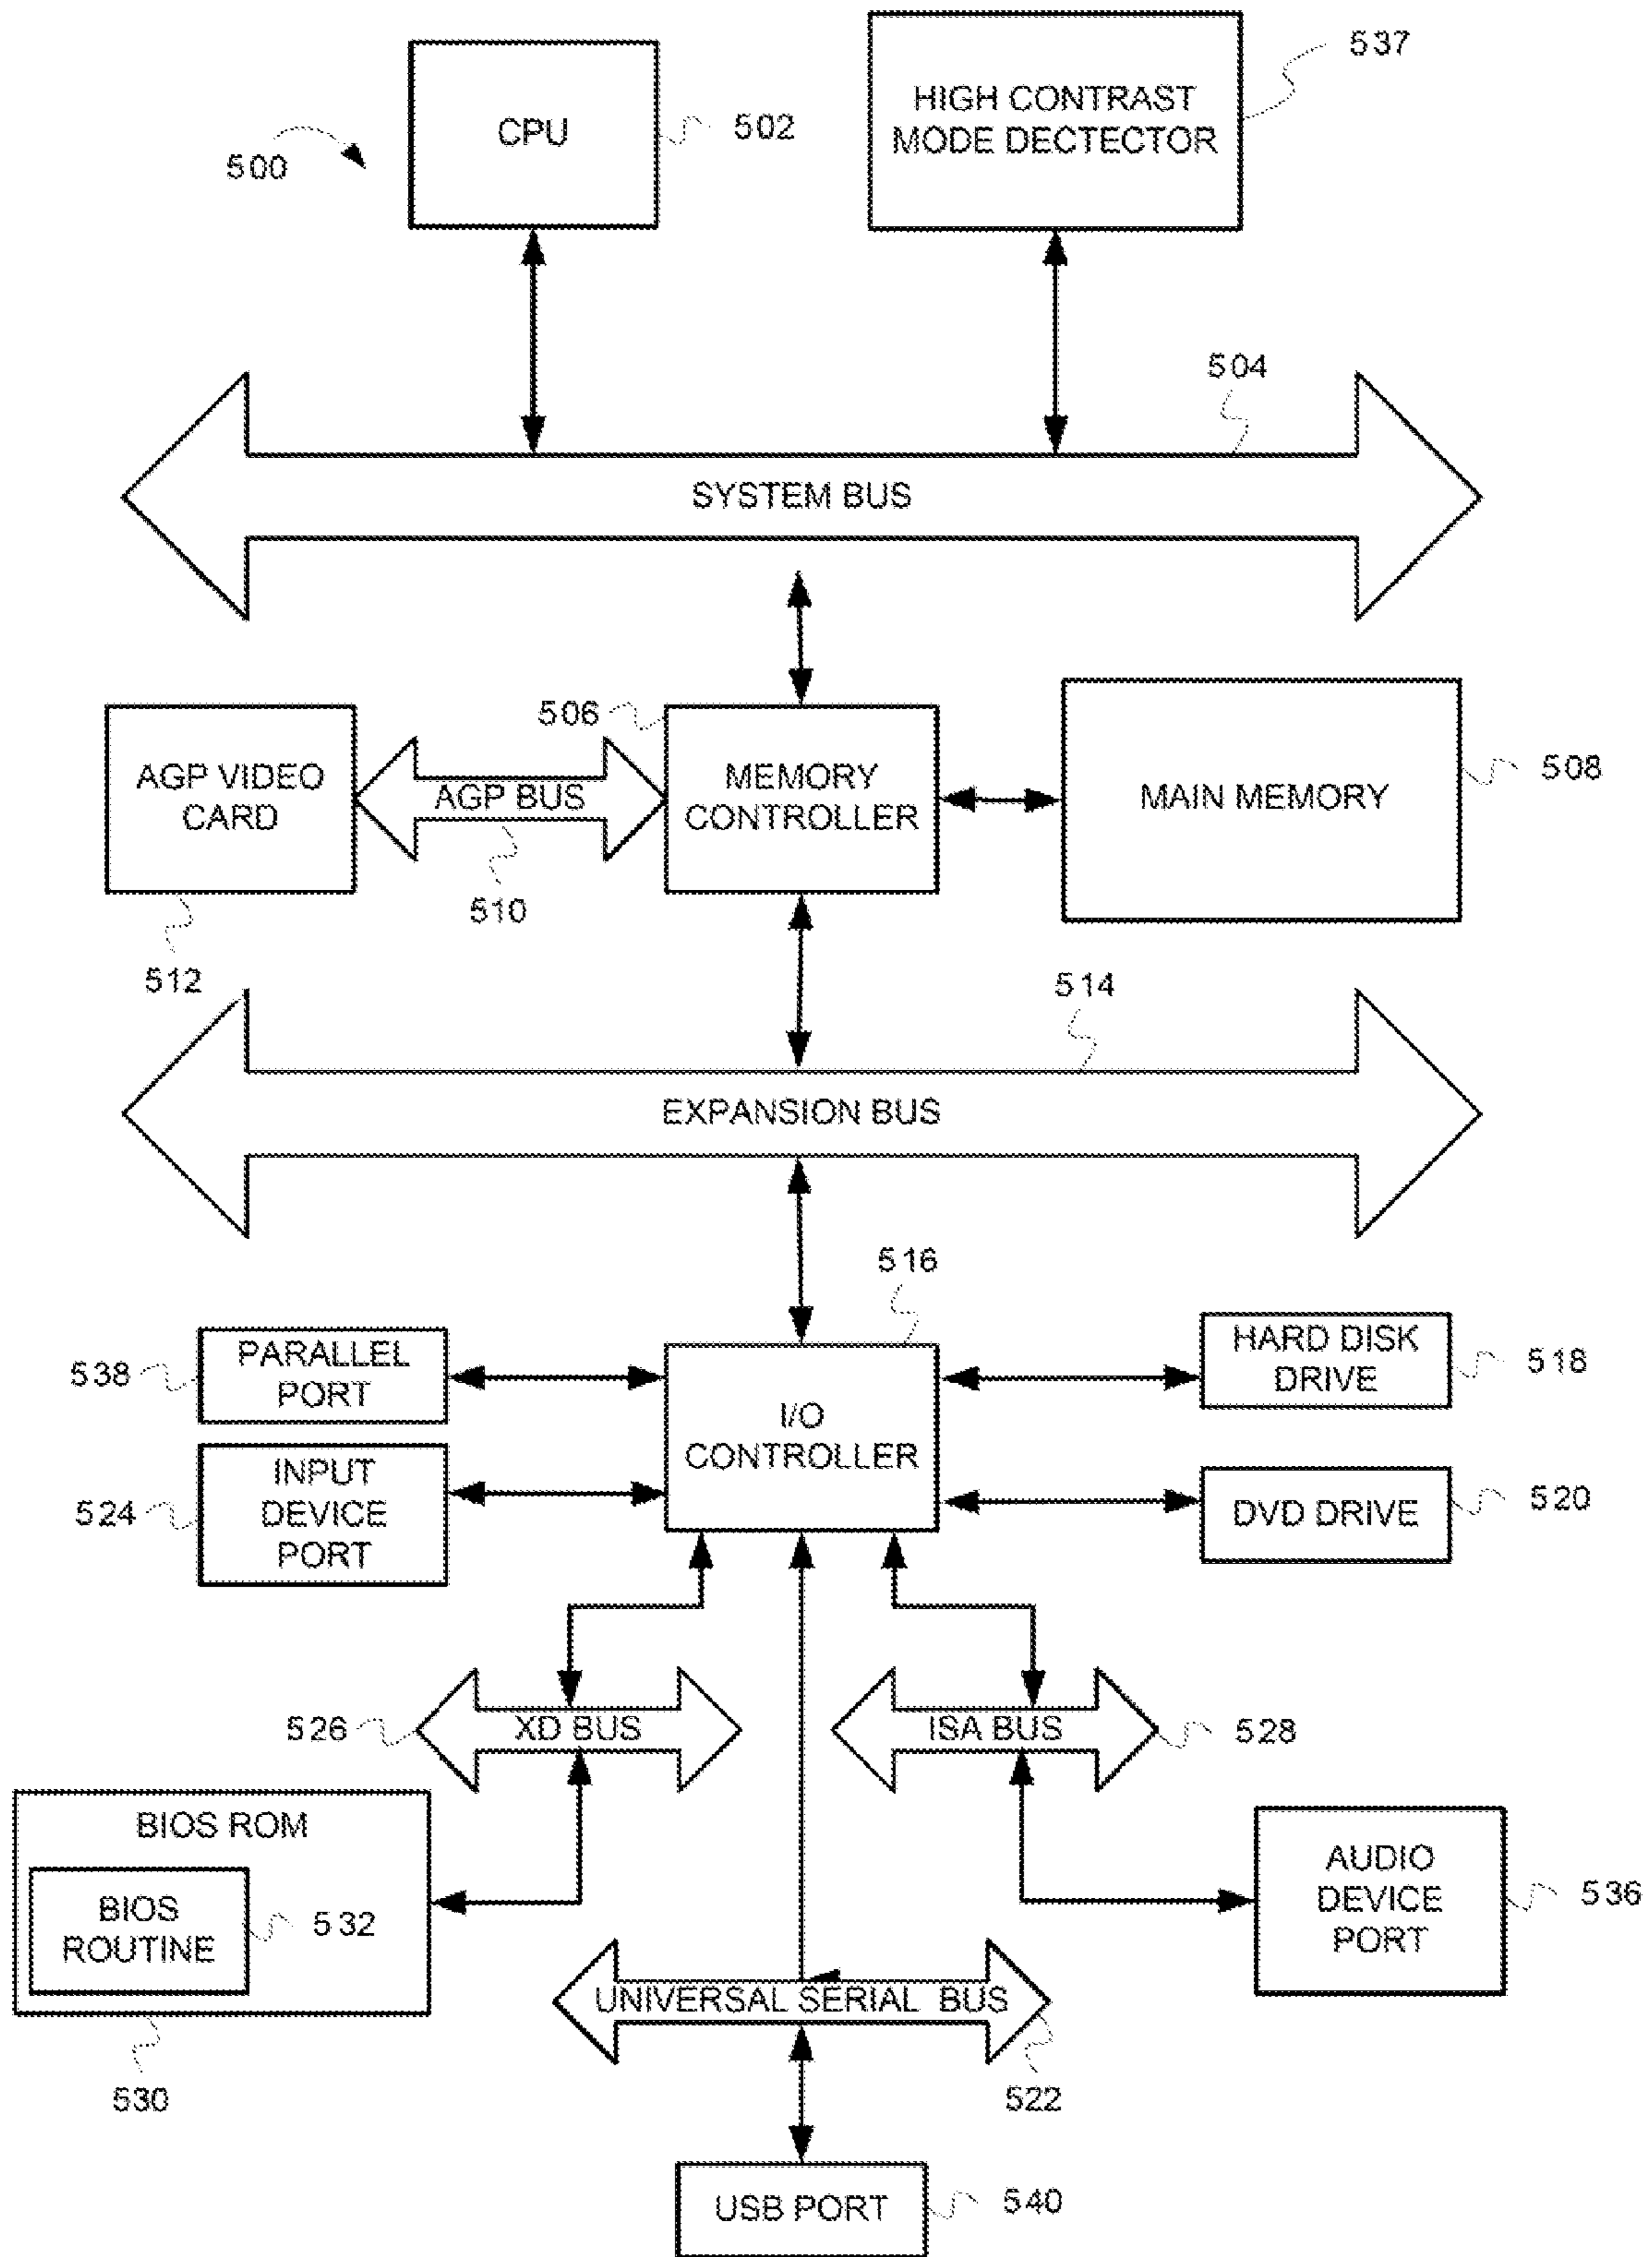 537
HIGH CONTRAST
MODE DECTECTOR
CPU
502
500
504
SYSTEM BUS
506
AGP VIDEO
CARD
AGP BUS
MEMORY
CONTROLLER
MAIN MEMORY
508
510
512
514
EXPANSION BUS
516
538
PARALLEL
PORT
HARD DISK
DRIVE
518
I/O
CONTROLLER
524
INPUT
DEVICE
PORT
DVD DRIVE
520
526
XD BUS
ISA BUS
528
BIOS ROM
BIOS
ROUTINE
532
AUDIO
DEVICE
PORT
536
UNIVERSAL SERIAL BUS
530
522
USB PORT
540